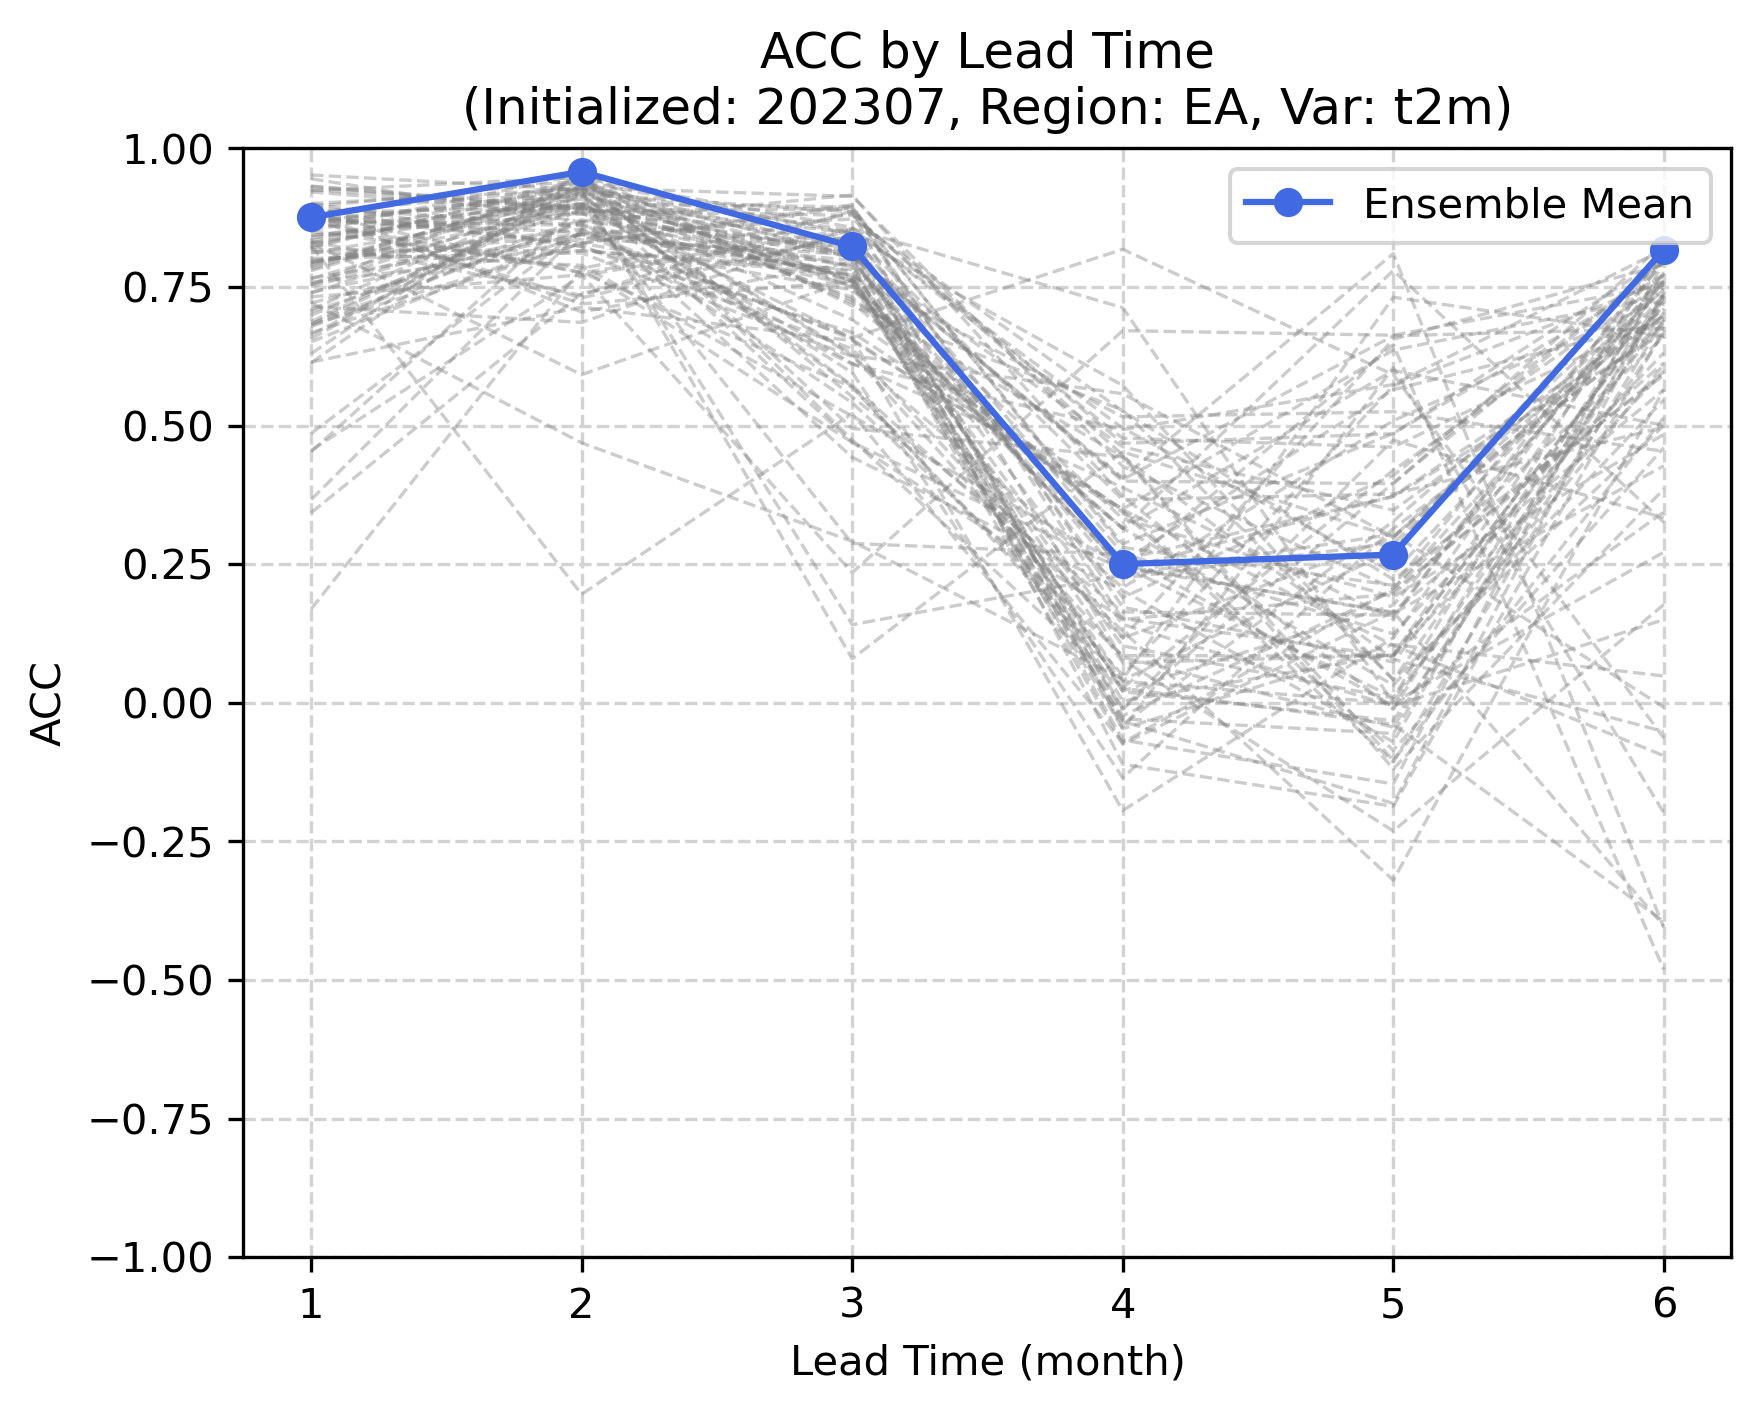 ACC by Lead Time
(Initialized: 202307, Region: EA, Var: t2m)
Ensemble Mean
ACC
1.00
0.75
0.50
0.25
0.00
−0.25
−0.50
−0.75
−1.00
1 2 3 4 5 6
Lead Time (month)